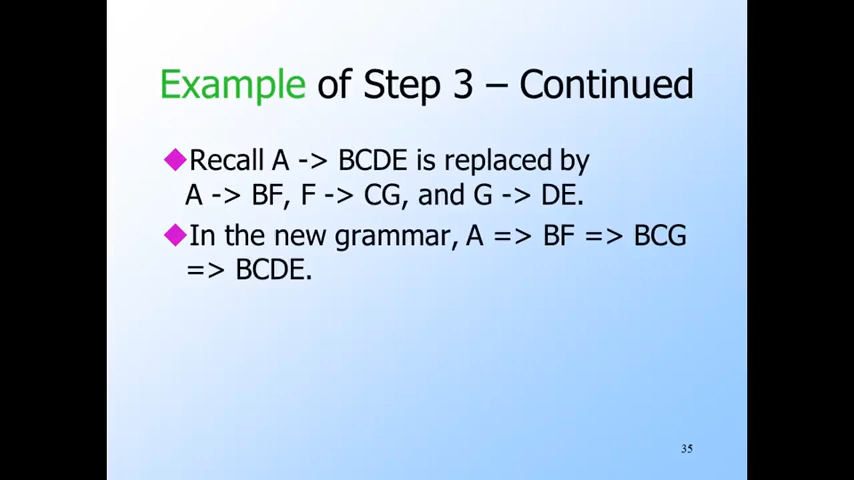 Example of Step 3 – Continued
Recall A -> BCDE is replaced by
A -> BF, F -> CG, and G -> DE.
In the new grammar, A => BF => BCG
=> BCDE.
35